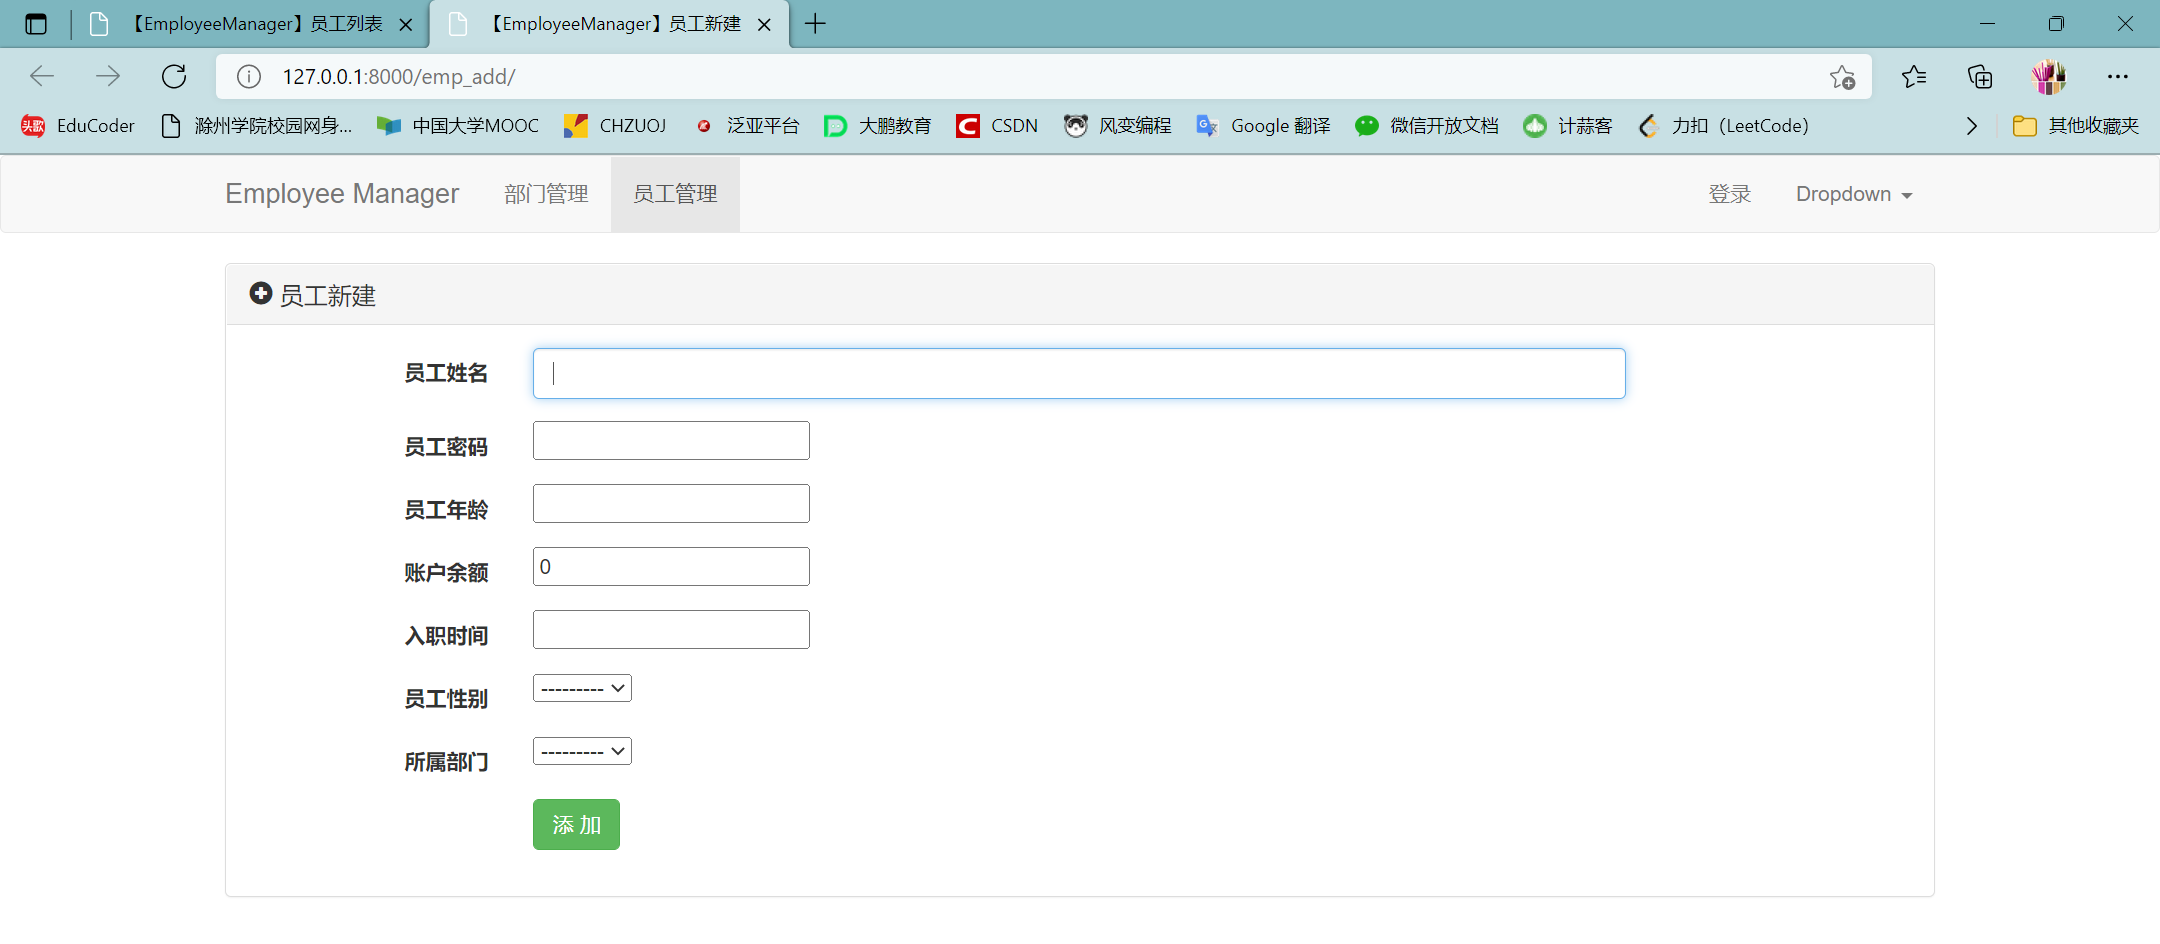 【EmployeeManager】员工列表 【EmployeeManager】员工新建
127.0.0.1:8000/emp_add/
EduCoder 滁州学院校园网身... 中国大学MOOC CHZUOJ 泛亚平台 大鹏教育 CSDN 风变编程 Google 翻译 微信开放文档 计蒜客 力扣（LeetCode） 其他收藏夹
Employee Manager 部门管理 员工管理 登录 Dropdown
员工新建
员工姓名
员工密码
员工年龄
账户余额 0
入职时间
员工性别 ---------
所属部门 ---------
添 加